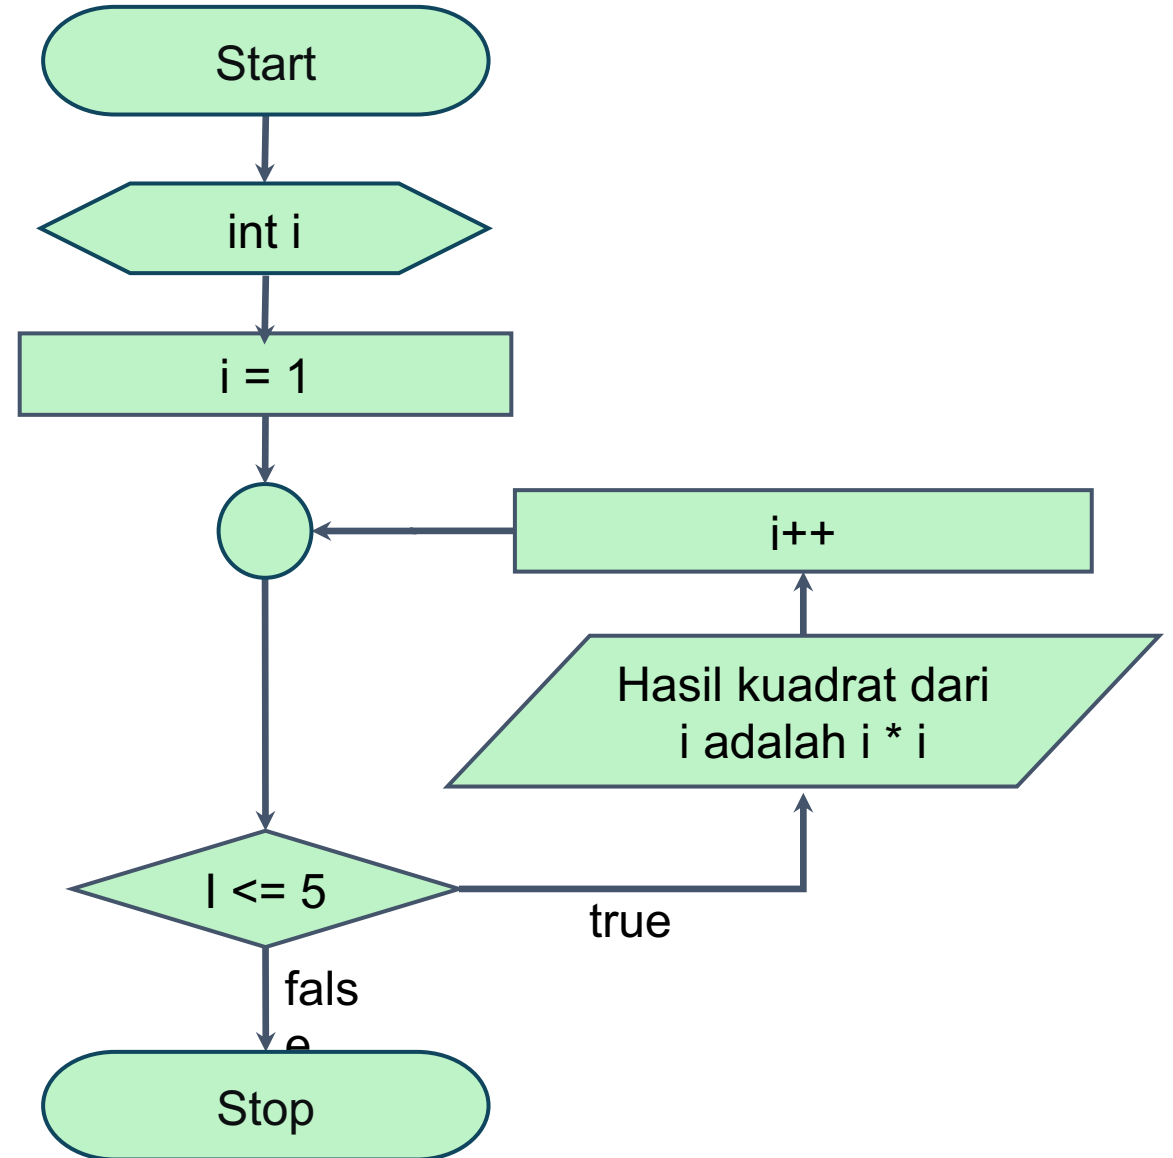 Start
int i
i = 1
i++
Hasil kuadrat dari
i adalah i * i
I <= 5
true
fals
e
Stop